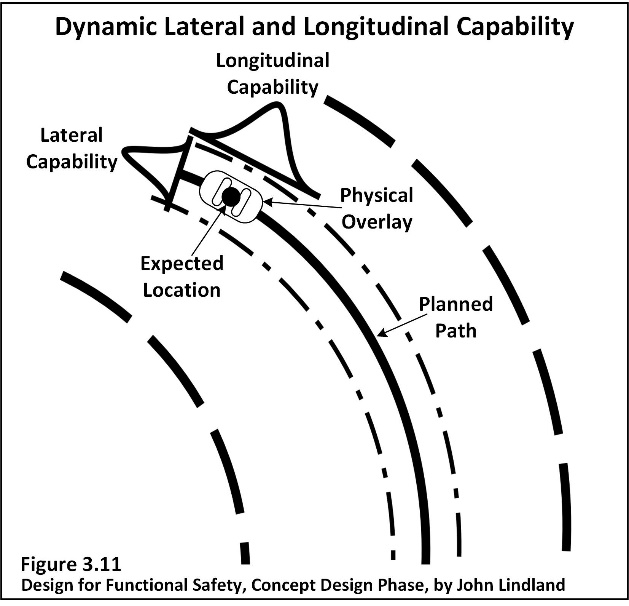 Dynamic Lateral and Longitudinal Capability
Longitudinal
Capability
Lateral
Capability
Physical
Overlay
Expected
Location
Planned
Path
Figure 3.11
Design for Functional Safety, Concept Design Phase, by John Lindland